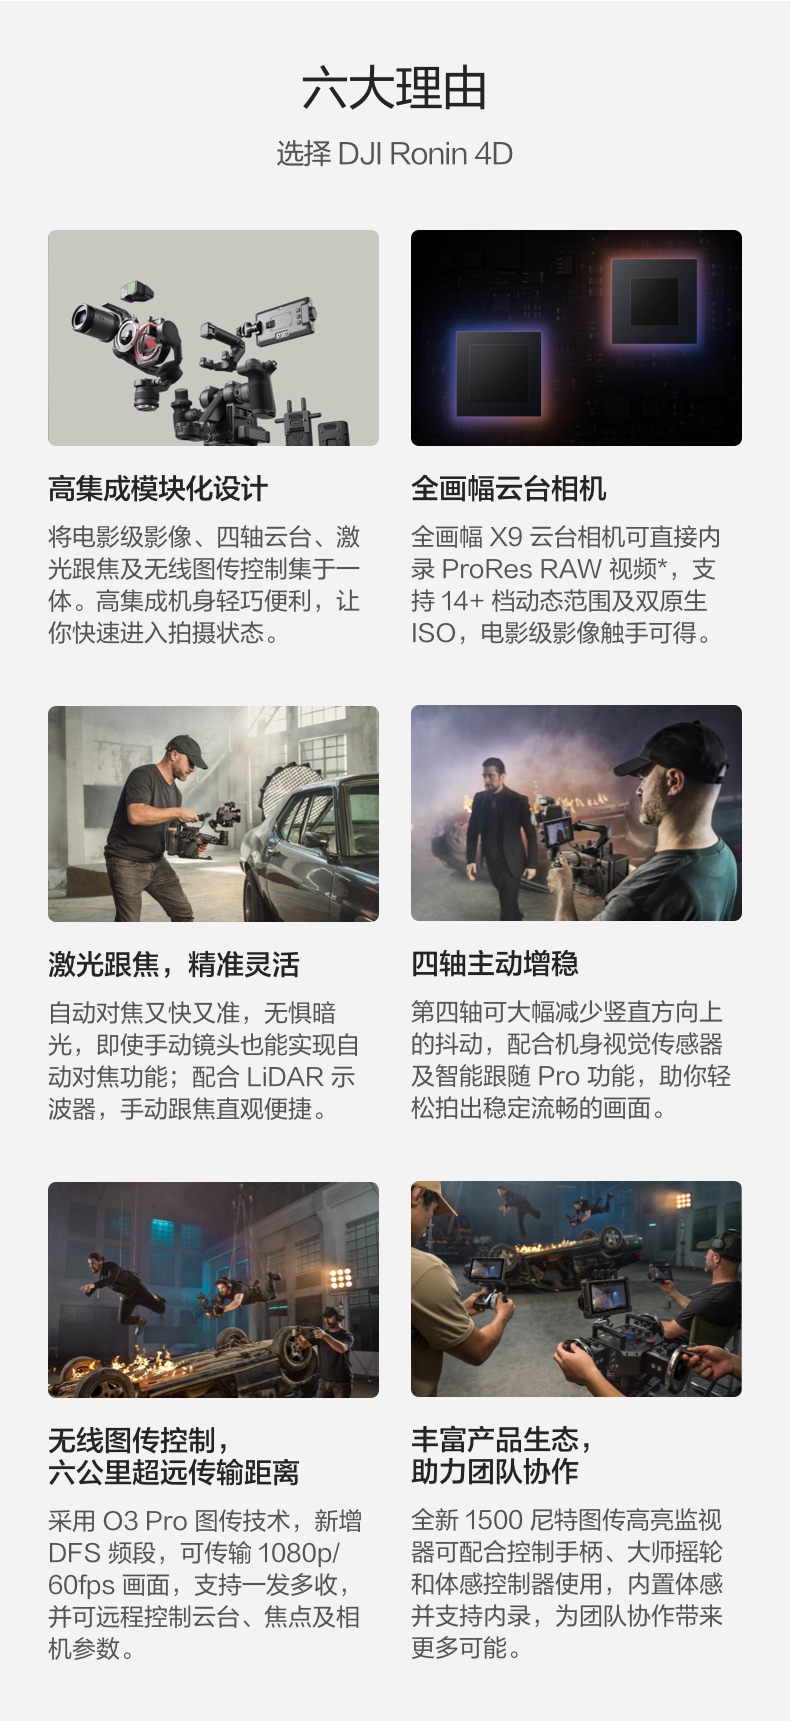 六大理由
选择 DJI Ronin 4D
高集成模块化设计
将电影级影像、四轴云台、激
光跟焦及无线图传控制集于一
体。高集成机身轻巧便利，让
你快速进入拍摄状态。
全画幅云台相机
全画幅 X9 云台相机可直接内
录 ProRes RAW 视频*，支
持 14+ 档动态范围及双原生
ISO，电影级影像触手可得。
激光跟焦，精准灵活
自动对焦又快又准，无惧暗
光，即使手动镜头也能实现自
动对焦功能；配合 LiDAR 示
波器，手动跟焦直观便捷。
四轴主动增稳
第四轴可大幅减少竖直方向上
的抖动，配合机身视觉传感器
及智能跟随 Pro 功能，助你轻
松拍出稳定流畅的画面。
无线图传控制，
六公里超远传输距离
采用 O3 Pro 图传技术，新增
DFS 频段，可传输 1080p/
60fps 画面，支持一发多收，
并可远程控制云台、焦点及相
机参数。
丰富产品生态，
助力团队协作
全新 1500 尼特图传高亮监视
器可配合控制手柄、大师摇轮
和体感控制器使用，内置体感
并支持内录，为团队协作带来
更多可能。